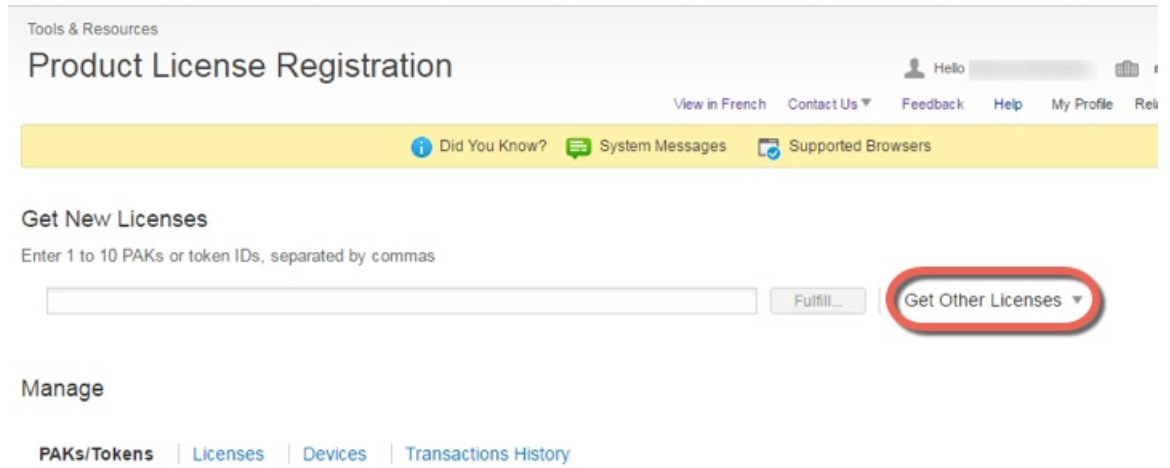 Tools & Resources
Product License Registration
Hello
View in French Contact Us Feedback Help My Profile
Did You Know? System Messages Supported Browsers
Get New Licenses
Enter 1 to 10 PAKs or token IDs, separated by commas
Fulfill... Get Other Licenses
Manage
PAKs/Tokens Licenses Devices Transactions History